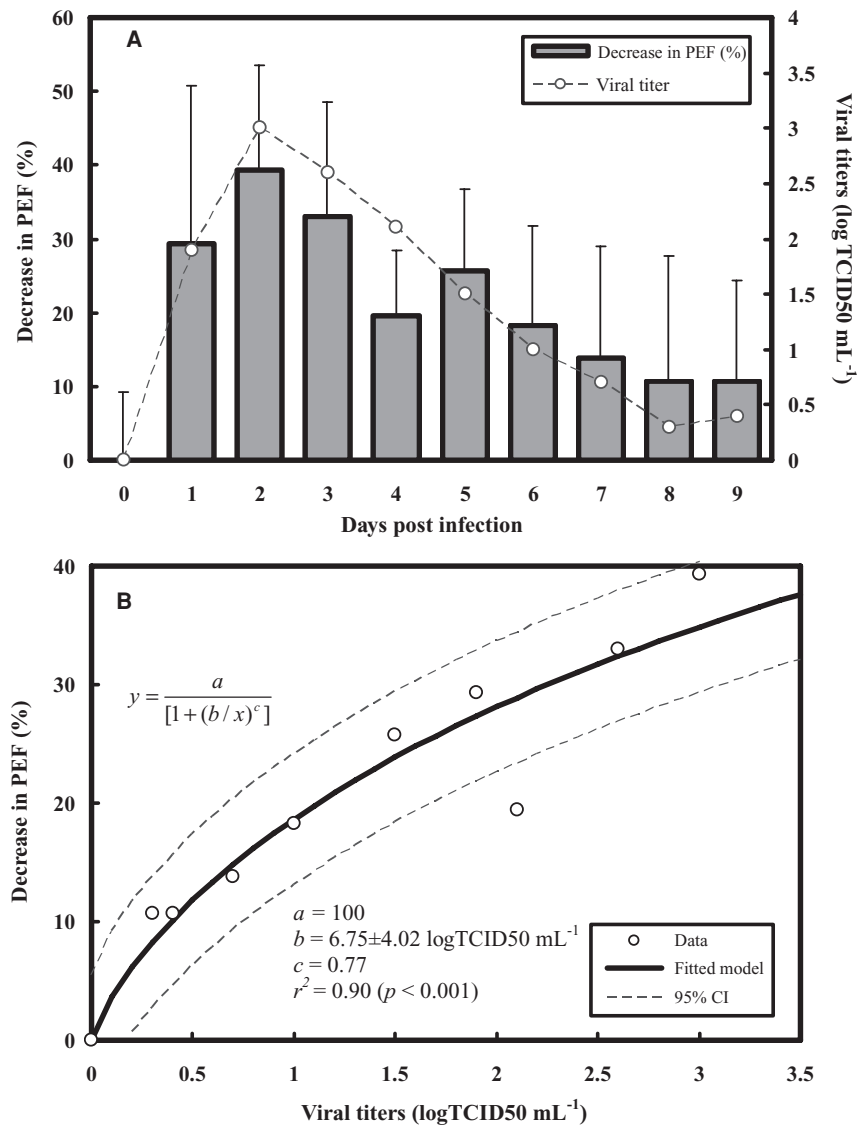 A
Decrease in PEF (%)
Viral titer
60
50
40
30
20
10
0
Decrease in PEF (%)
4
3.5
3
2.5
2
1.5
1
0.5
0
Viral titers (log TCID50 mL⁻¹)
0 1 2 3 4 5 6 7 8 9
Days post infection
B
40
30
20
10
0
Decrease in PEF (%)
y = a / [1+(b/x)^c]
a = 100
b = 6.75±4.02 logTCID50 mL⁻¹
c = 0.77
r² = 0.90 (p < 0.001)
Data
Fitted model
95% CI
0 0.5 1 1.5 2 2.5 3 3.5
Viral titers (logTCID50 mL⁻¹)